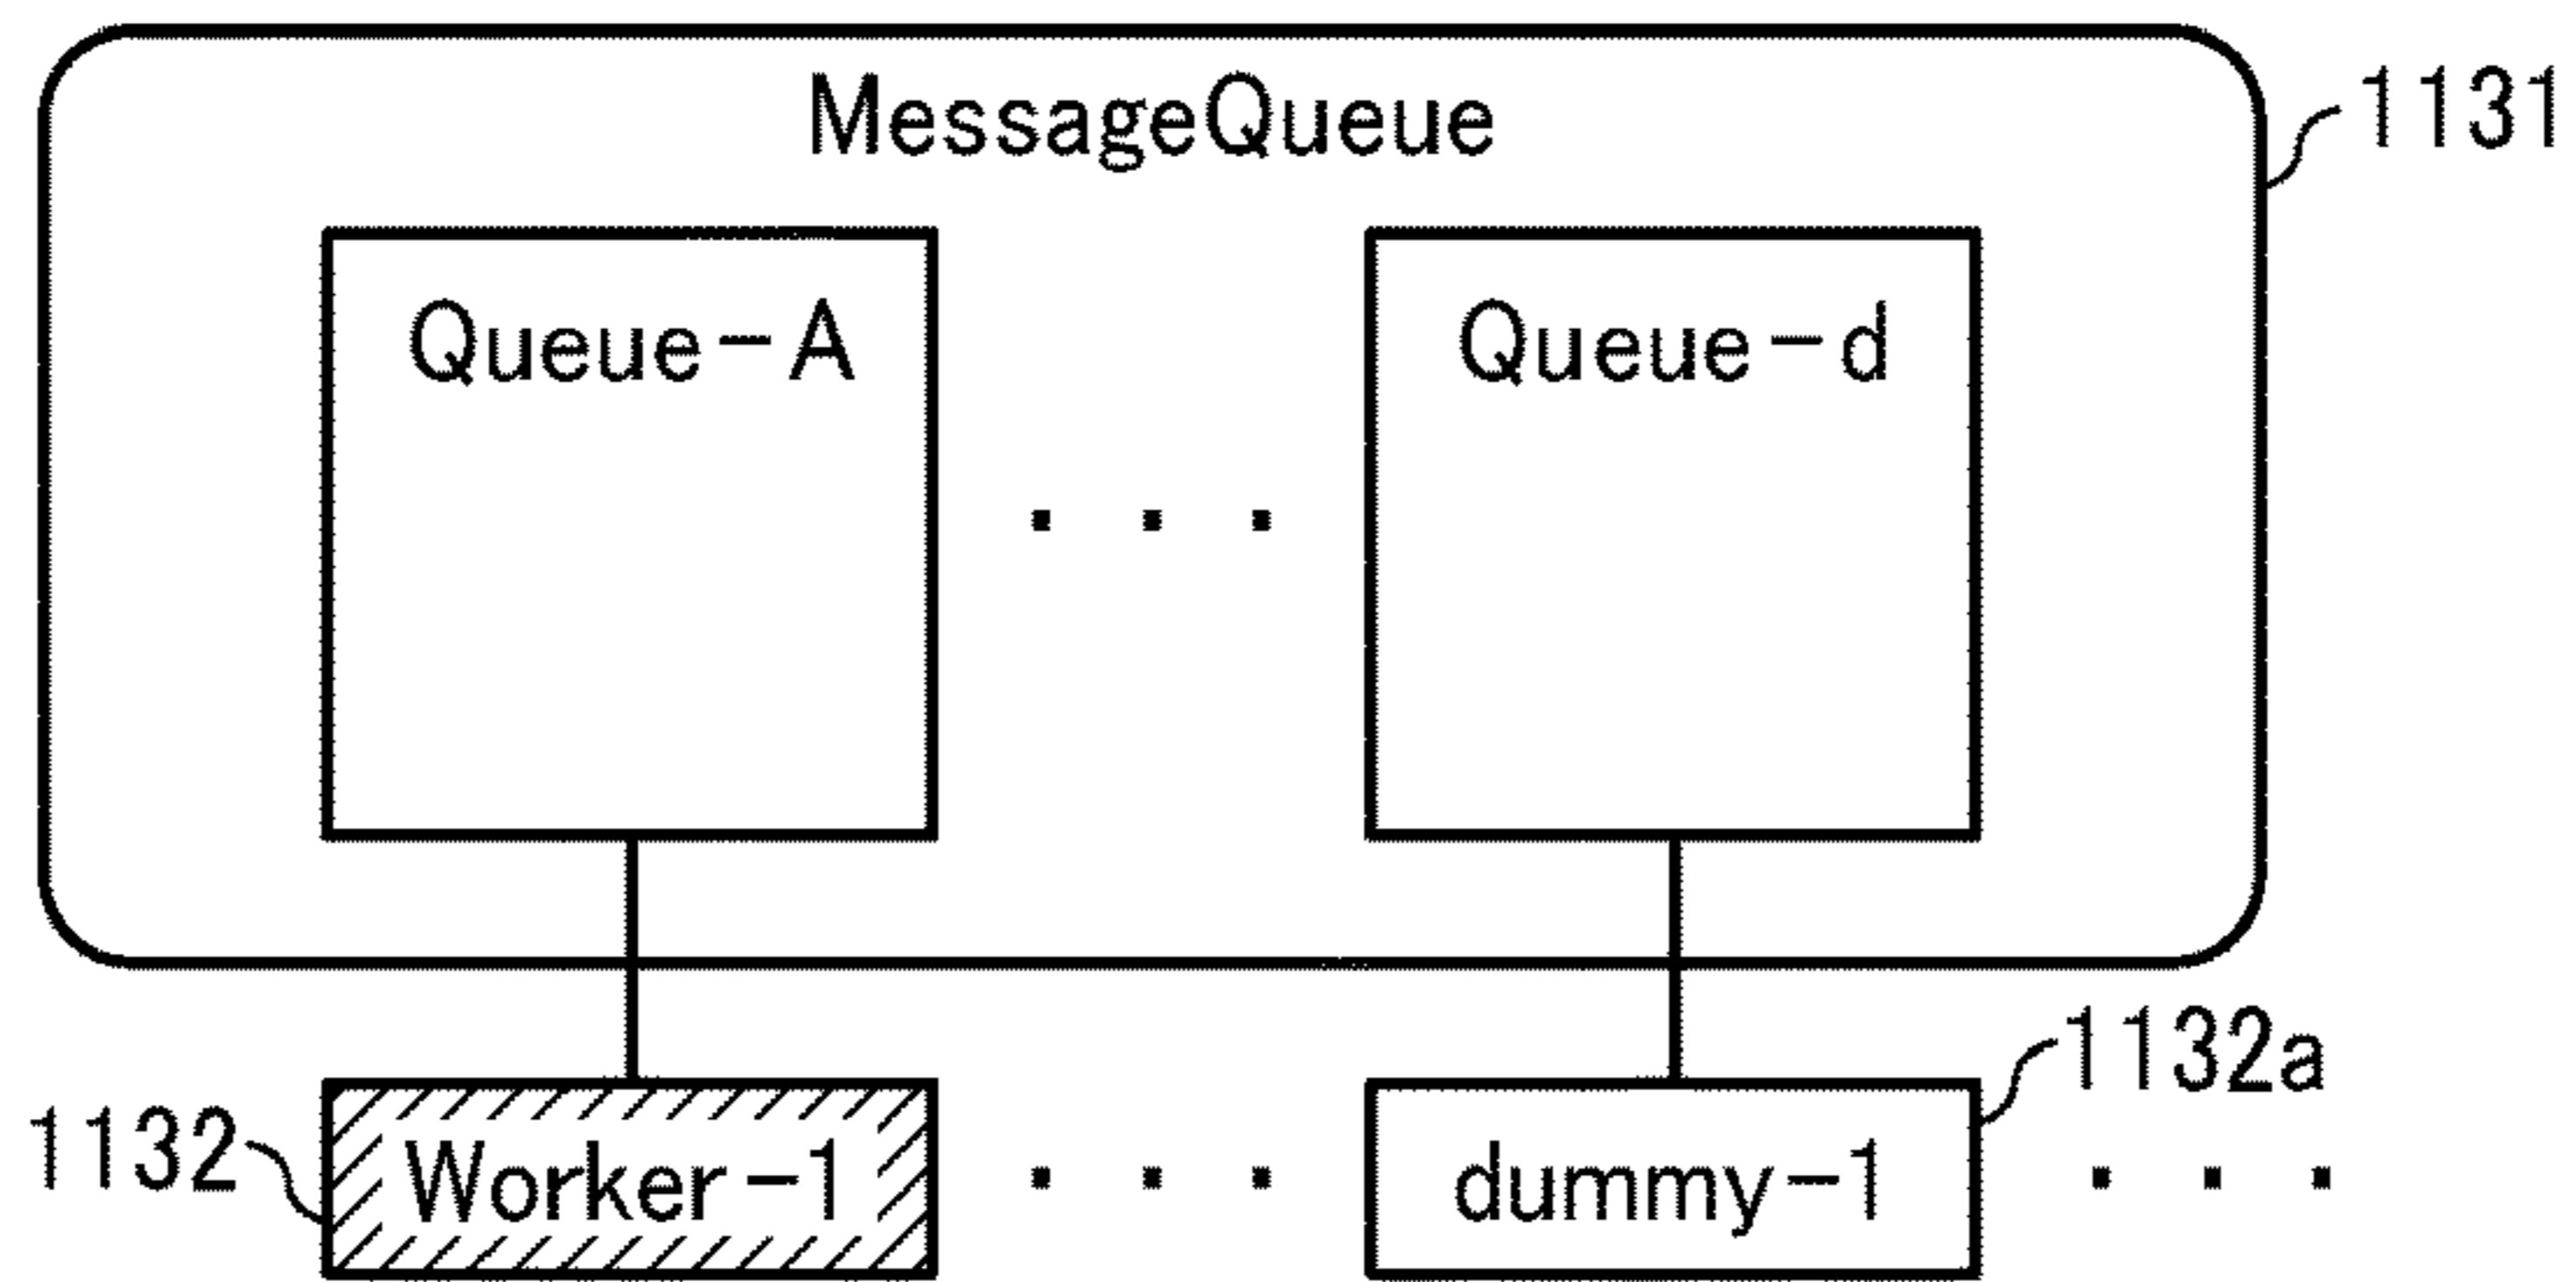 MessageQueue
1131
Queue-A
Queue-d
. . .
1132a
1132
Worker-1
. . .
dummy-1
. . .